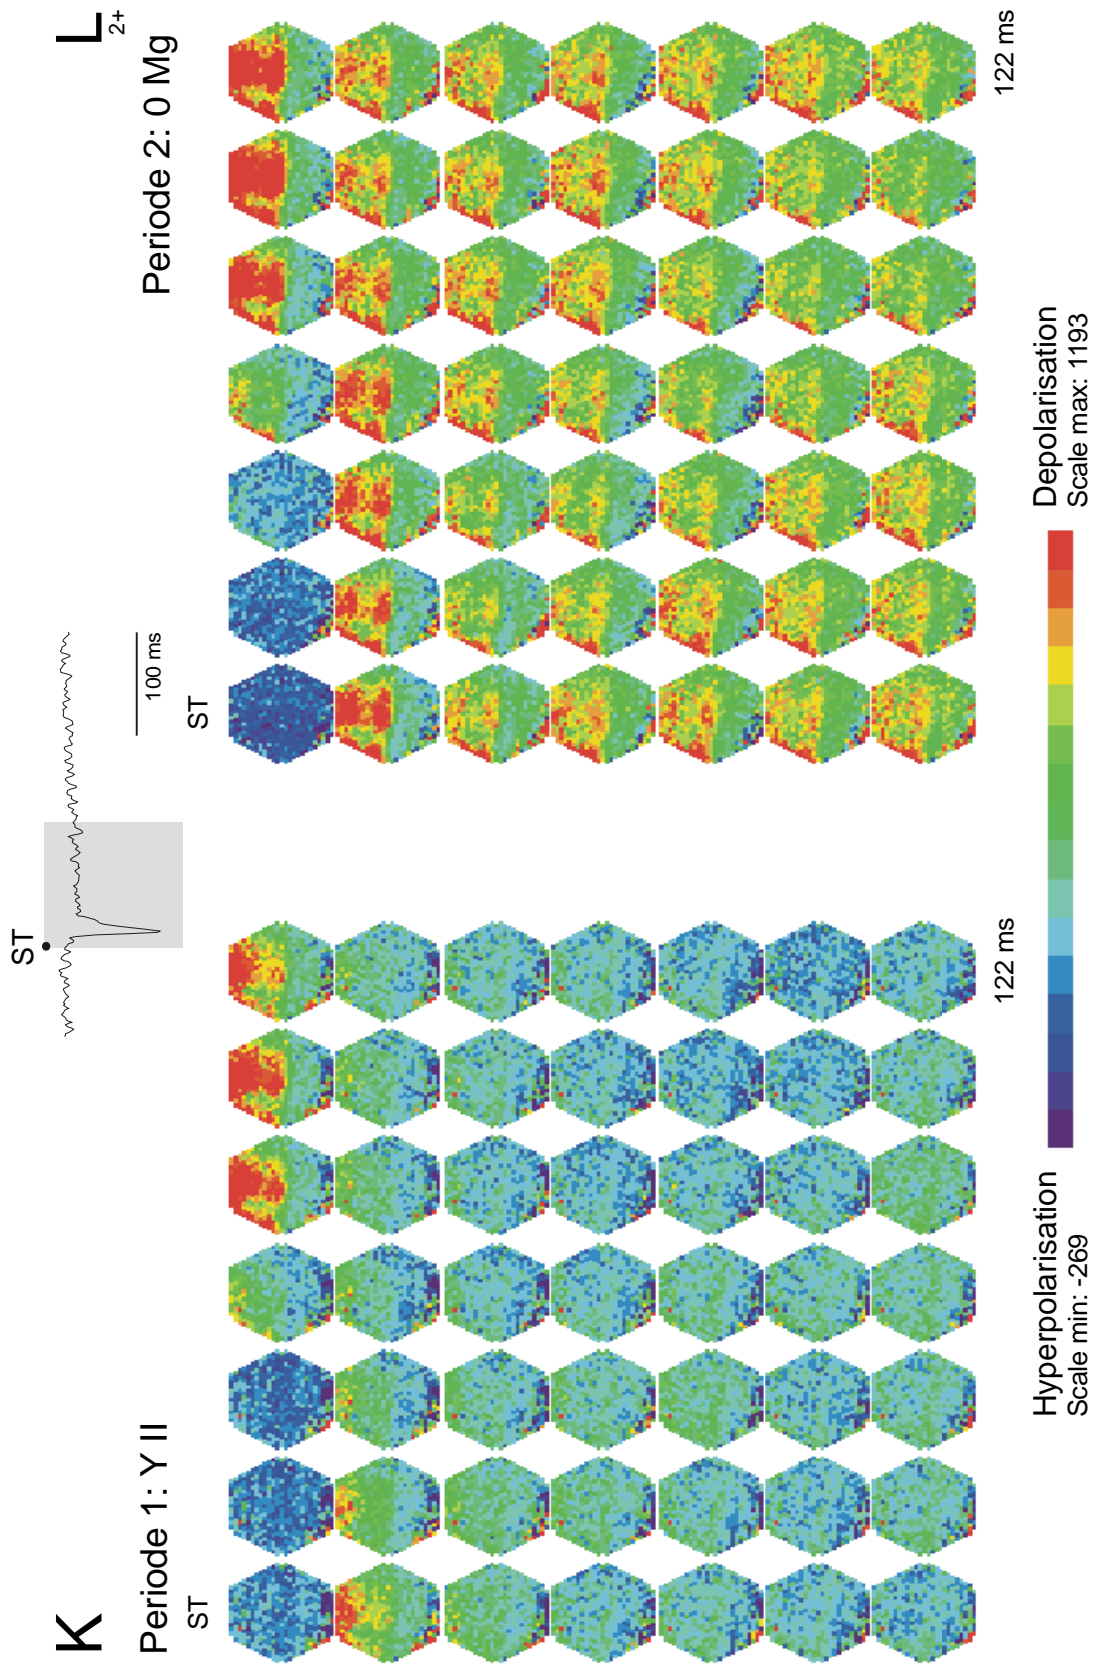 K
L
Periode 1: Y II
Periode 2: 0 Mg2+
ST
100 ms
ST
ST
122 ms
122 ms
Hyperpolarisation
Scale min: -269
Depolarisation
Scale max: 1193